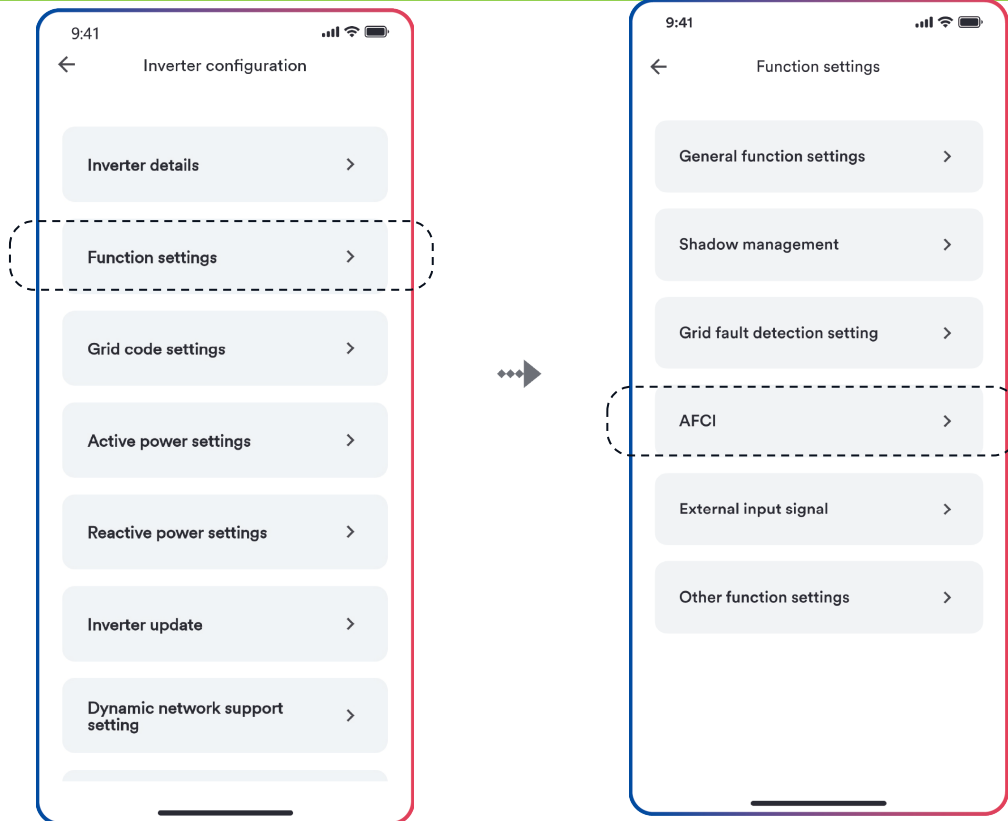 9:41
Inverter configuration
Inverter details
Function settings
Grid code settings
Active power settings
Reactive power settings
Inverter update
Dynamic network support
setting
9:41
Function settings
General function settings
Shadow management
Grid fault detection setting
AFCI
External input signal
Other function settings